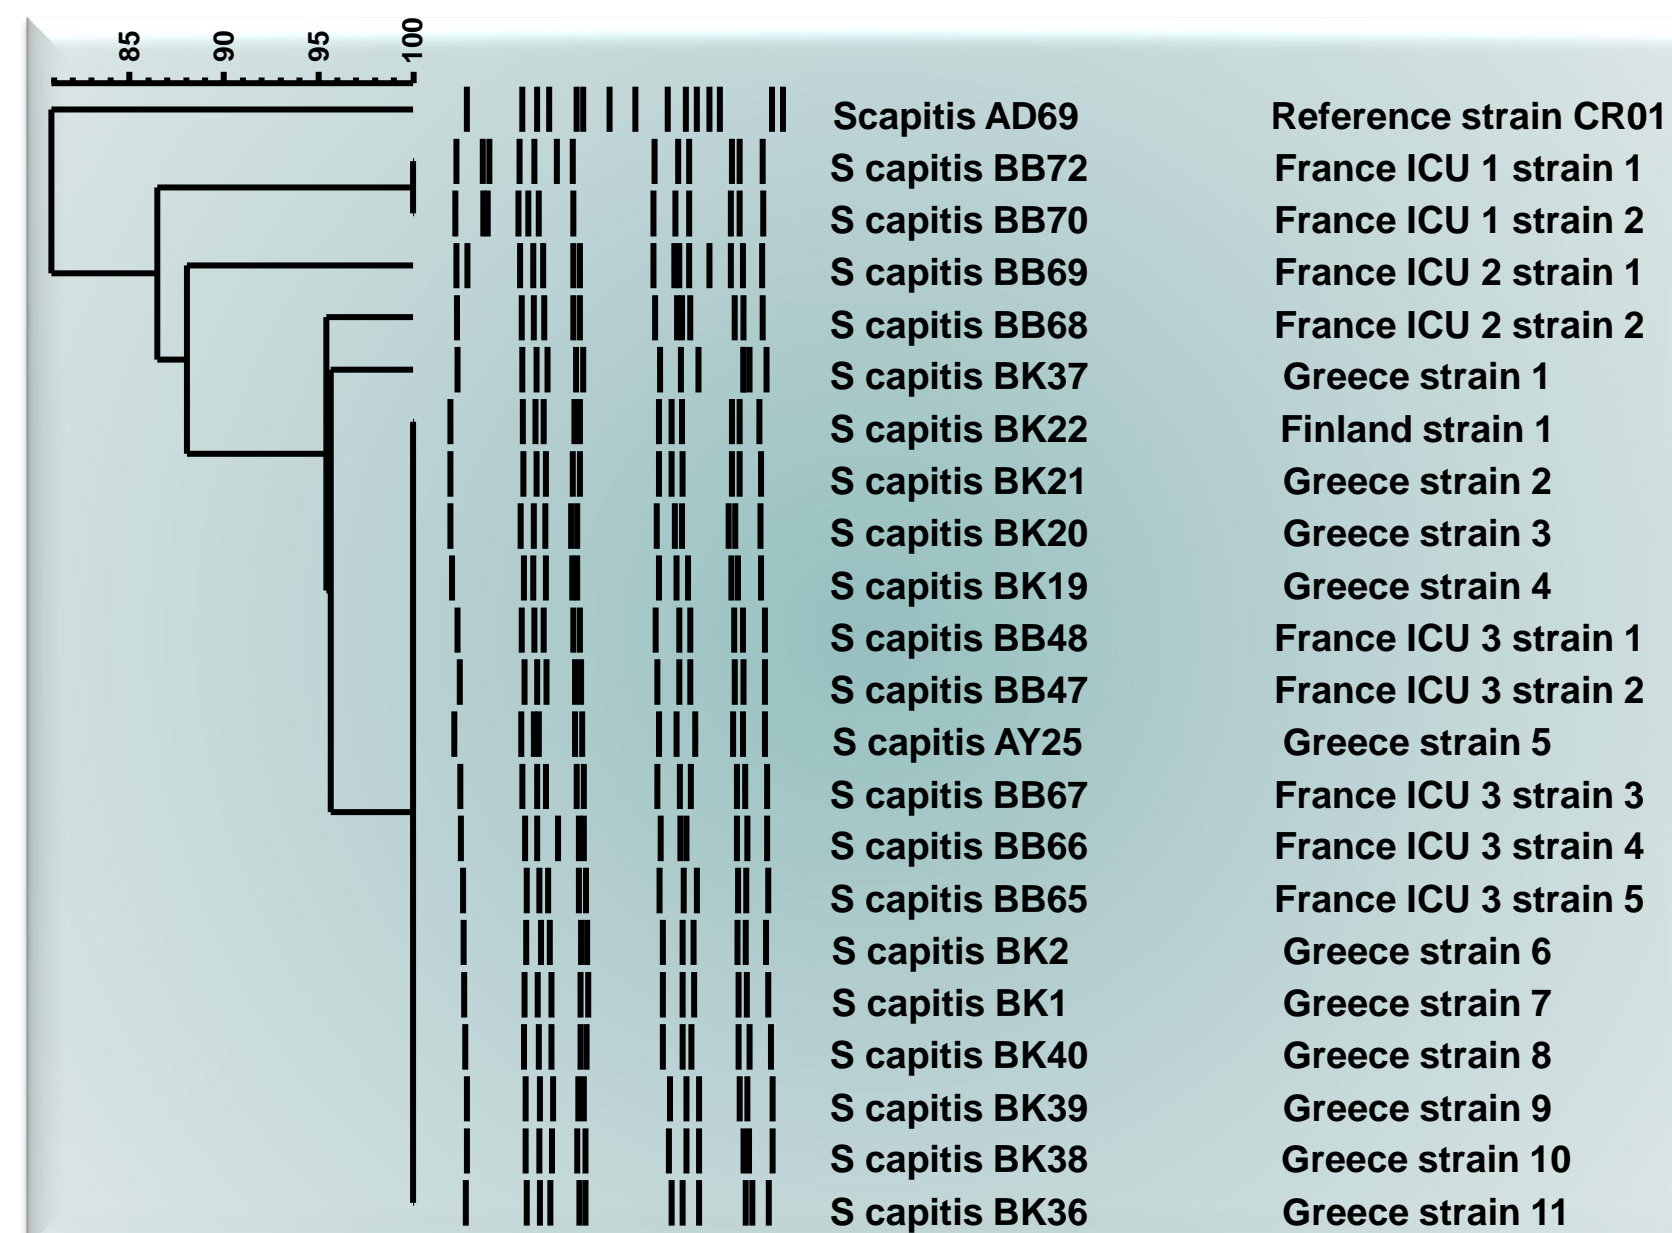 85 90 95 100
Scapitis AD69 Reference strain CR01
S capitis BB72 France ICU 1 strain 1
S capitis BB70 France ICU 1 strain 2
S capitis BB69 France ICU 2 strain 1
S capitis BB68 France ICU 2 strain 2
S capitis BK37 Greece strain 1
S capitis BK22 Finland strain 1
S capitis BK21 Greece strain 2
S capitis BK20 Greece strain 3
S capitis BK19 Greece strain 4
S capitis BB48 France ICU 3 strain 1
S capitis BB47 France ICU 3 strain 2
S capitis AY25 Greece strain 5
S capitis BB67 France ICU 3 strain 3
S capitis BB66 France ICU 3 strain 4
S capitis BB65 France ICU 3 strain 5
S capitis BK2 Greece strain 6
S capitis BK1 Greece strain 7
S capitis BK40 Greece strain 8
S capitis BK39 Greece strain 9
S capitis BK38 Greece strain 10
S capitis BK36 Greece strain 11